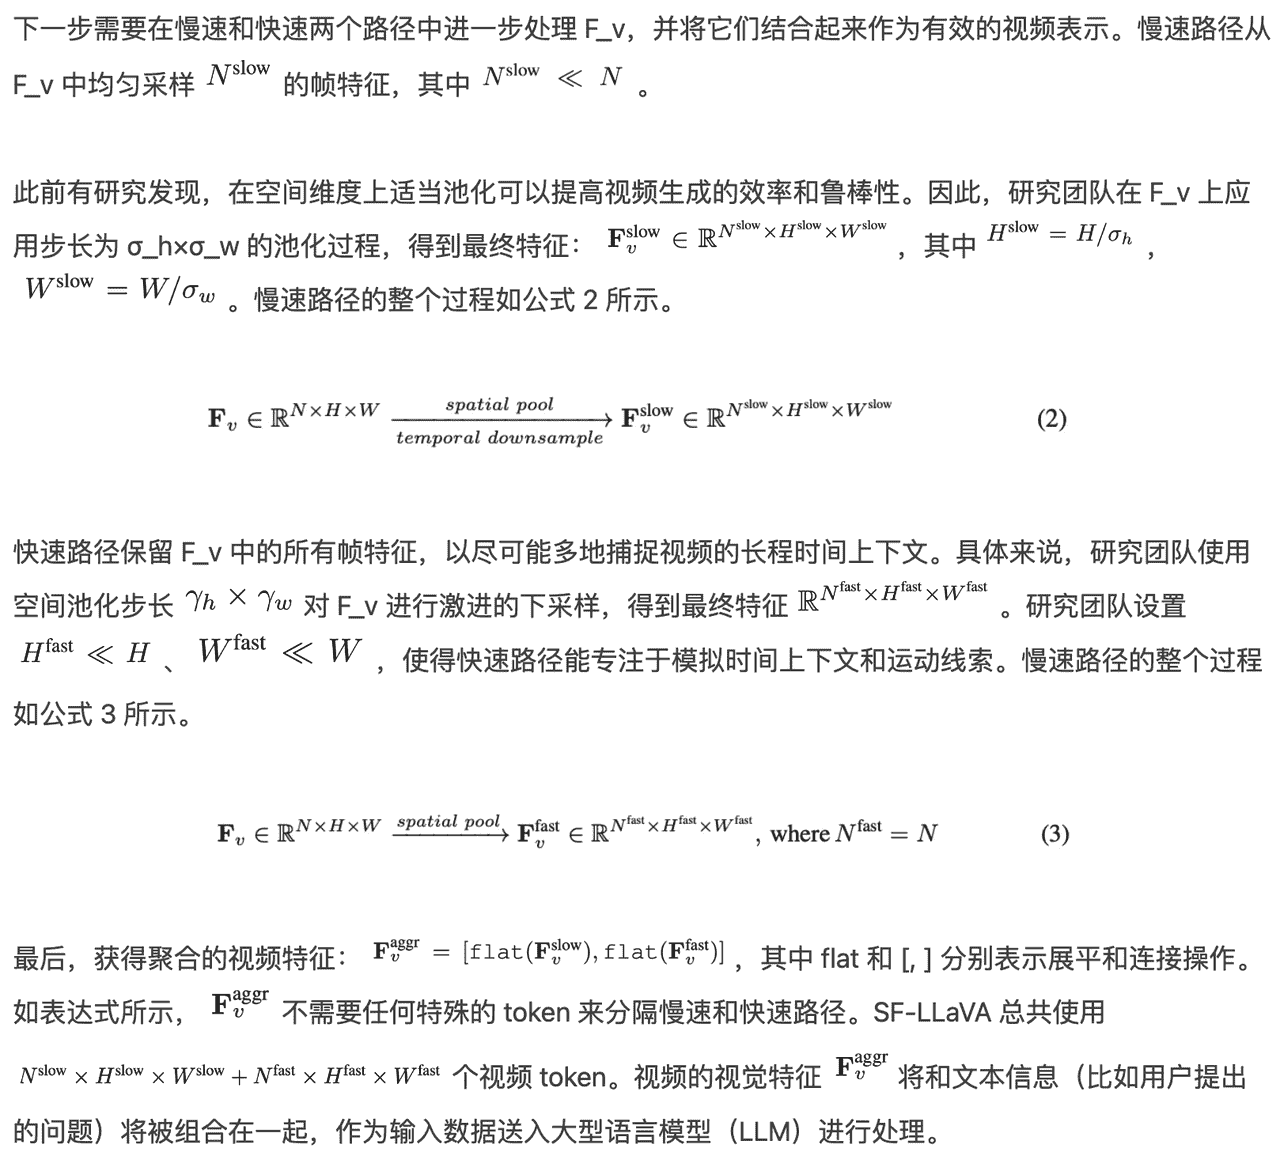 下一步需要在慢速和快速两个路径中进一步处理 F_v，并将它们结合起来作为有效的视频表示。慢速路径从
F_v 中均匀采样 N^slow 的帧特征，其中 N^slow ≪ N 。
此前有研究发现，在空间维度上适当池化可以提高视频生成的效率和鲁棒性。因此，研究团队在 F_v 上应
用步长为 σ_h×σ_w 的池化过程，得到最终特征： F_v^slow ∈ ℝ^{N^slow×H^slow×W^slow} ，其中 H^slow = H/σ_h ，
W^slow = W/σ_w 。慢速路径的整个过程如公式 2 所示。
F_v ∈ ℝ^{N×H×W} \xrightarrow[temporal downsample]{spatial pool} F_v^slow ∈ ℝ^{N^slow×H^slow×W^slow} (2)
快速路径保留 F_v 中的所有帧特征，以尽可能多地捕捉视频的长程时间上下文。具体来说，研究团队使用
空间池化步长 γ_h × γ_w 对 F_v 进行激进的下采样，得到最终特征 ℝ^{N^fast×H^fast×W^fast} 。研究团队设置
H^fast ≪ H 、 W^fast ≪ W ，使得快速路径能专注于模拟时间上下文和运动线索。慢速路径的整个过程
如公式 3 所示。
F_v ∈ ℝ^{N×H×W} \xrightarrow{spatial pool} F_v^fast ∈ ℝ^{N^fast×H^fast×W^fast}, where N^fast = N (3)
最后，获得聚合的视频特征： F_v^aggr = [flat(F_v^slow), flat(F_v^fast)] ，其中 flat 和 [, ] 分别表示展平和连接操作。
如表达式所示， F_v^aggr 不需要任何特殊的 token 来分隔慢速和快速路径。SF-LLaVA 总共使用
N^slow × H^slow × W^slow + N^fast × H^fast × W^fast 个视频 token。视频的视觉特征 F_v^aggr 将和文本信息（比如用户提出
的问题）将被组合在一起，作为输入数据送入大型语言模型（LLM）进行处理。